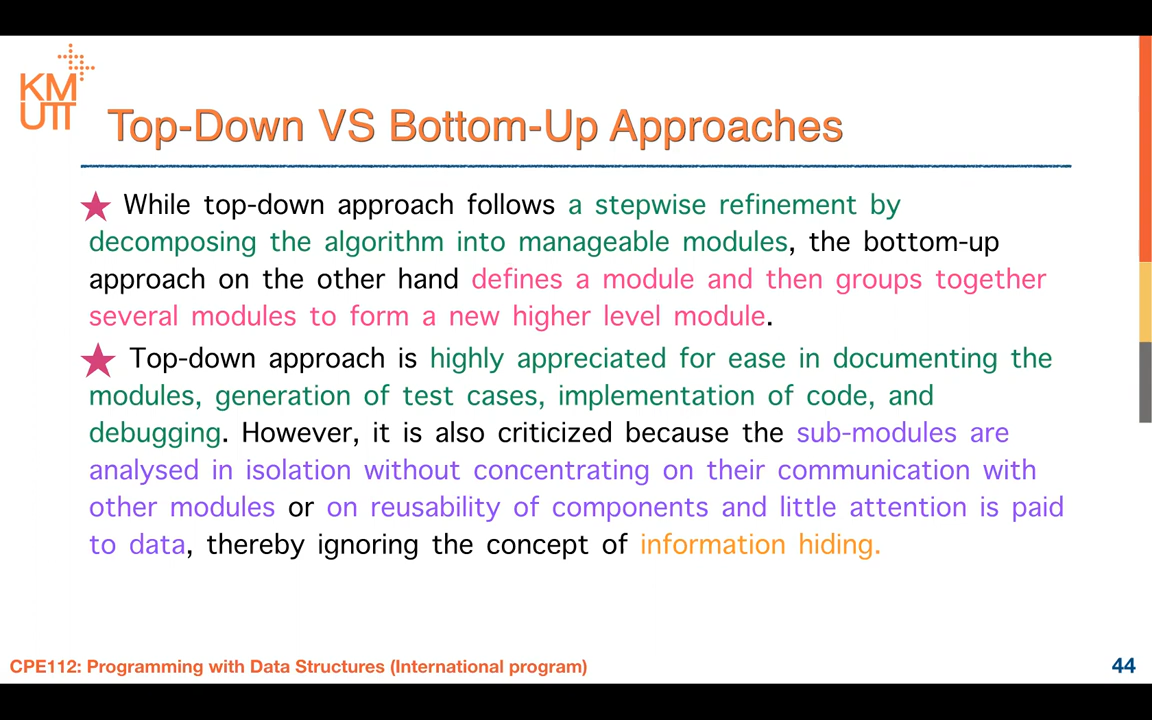 KM
UTT
Top-Down VS Bottom-Up Approaches
While top-down approach follows a stepwise refinement by
decomposing the algorithm into manageable modules, the bottom-up
approach on the other hand defines a module and then groups together
several modules to form a new higher level module.
Top-down approach is highly appreciated for ease in documenting the
modules, generation of test cases, implementation of code, and
debugging. However, it is also criticized because the sub-modules are
analysed in isolation without concentrating on their communication with
other modules or on reusability of components and little attention is paid
to data, thereby ignoring the concept of information hiding.
CPE112: Programming with Data Structures (International program)
44